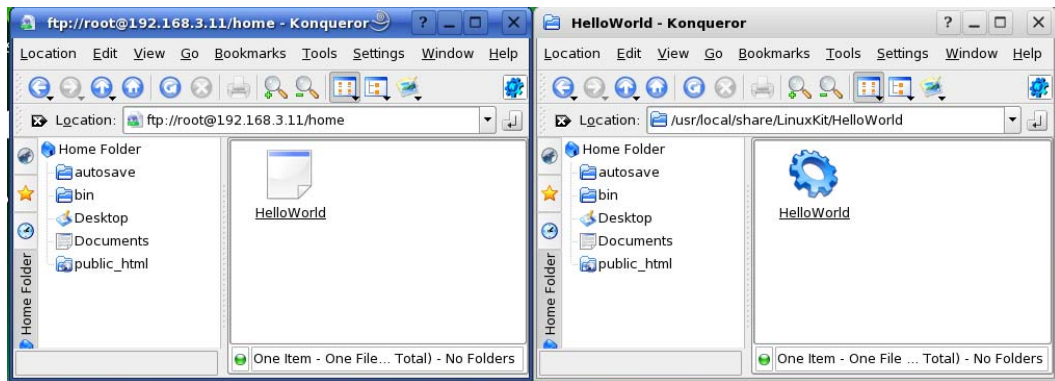 ftp://root@192.168.3.11/home - Konqueror
Location Edit View Go Bookmarks Tools Settings Window Help
Location: ftp://root@192.168.3.11/home
Home Folder
autosave
bin
Desktop
Documents
public_html
Home Folder
HelloWorld
One Item - One File... Total) - No Folders
HelloWorld - Konqueror
Location Edit View Go Bookmarks Tools Settings Window Help
Location: /usr/local/share/LinuxKit/HelloWorld
Home Folder
autosave
bin
Desktop
Documents
public_html
Home Folder
HelloWorld
One Item - One File ... Total) - No Folders